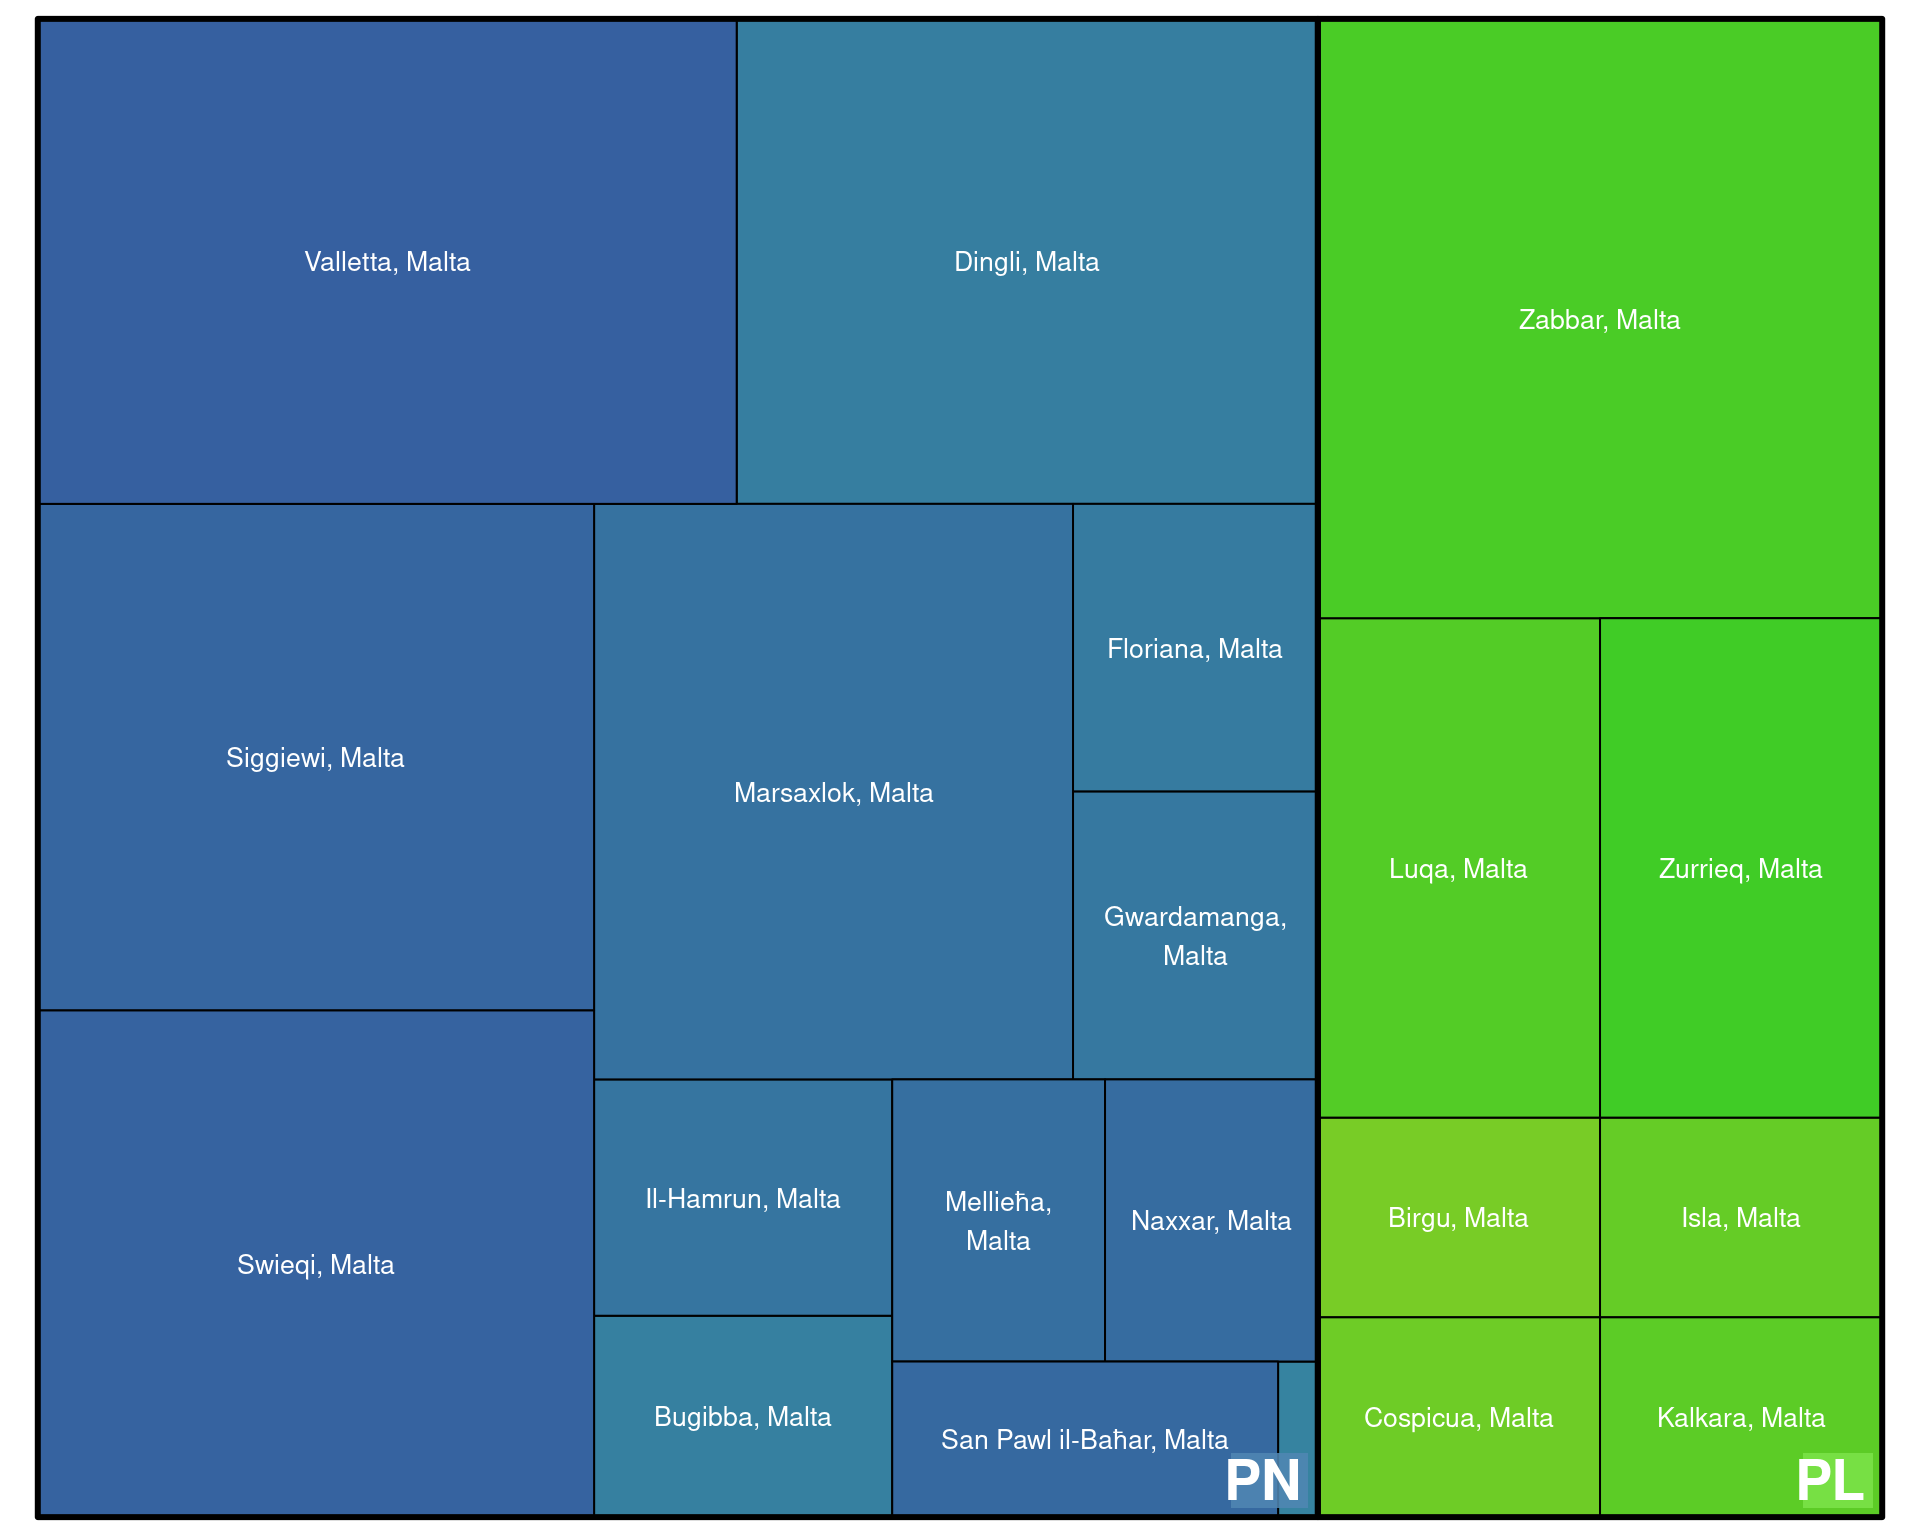 Valletta, Malta
Dingli, Malta
Zabbar, Malta
Siggiewi, Malta
Marsaxlok, Malta
Floriana, Malta
Gwardamanga,
Malta
Luqa, Malta
Zurrieq, Malta
Swieqi, Malta
Il-Hamrun, Malta
Mellieħa,
Malta
Naxxar, Malta
Birgu, Malta
Isla, Malta
Bugibba, Malta
San Pawl il-Baħar, Malta
Cospicua, Malta
Kalkara, Malta
PN
PL